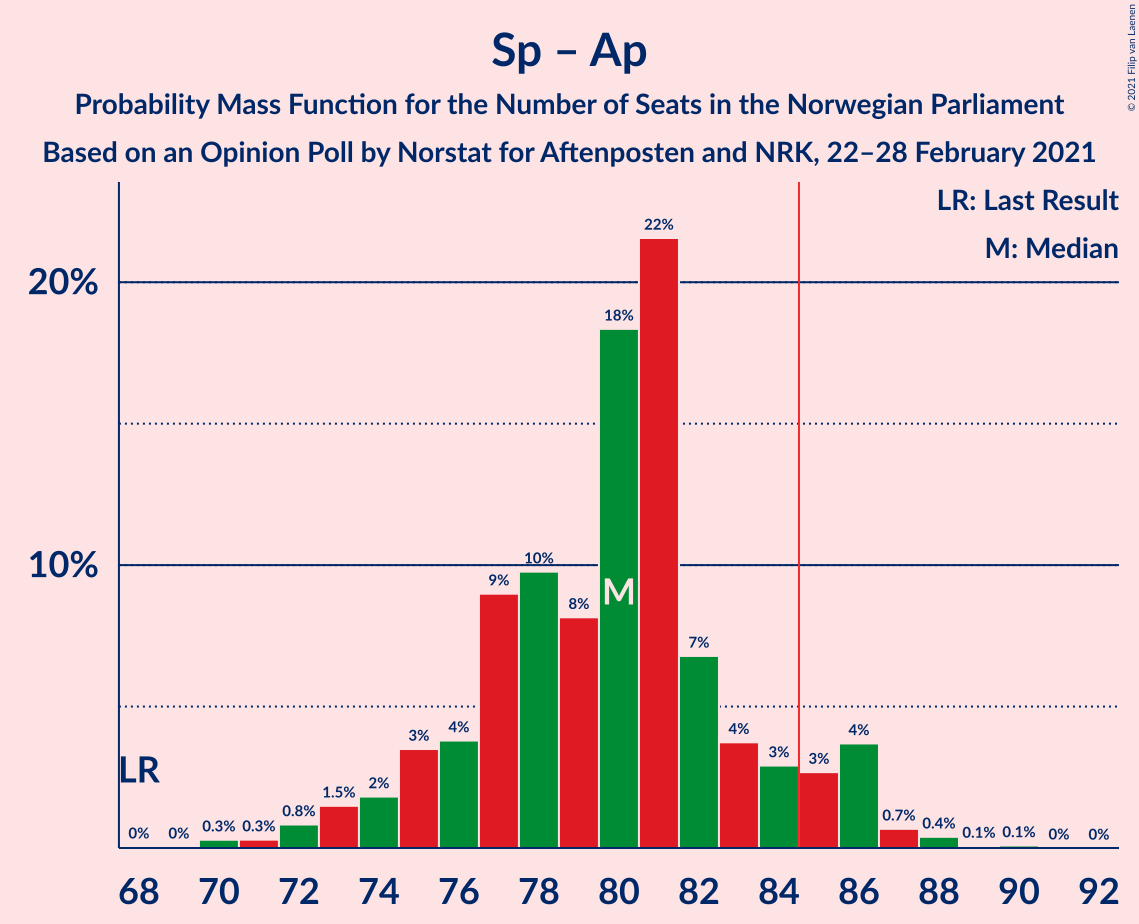 Sp – Ap
Probability Mass Function for the Number of Seats in the Norwegian Parliament
Based on an Opinion Poll by Norstat for Aftenposten and NRK, 22–28 February 2021
© 2021 Filip van Laenen
LR: Last Result
M: Median
20%
10%
22%
18%
10%
9%
8%
7%
M
4%
3%
4%
3%
3%
4%
2%
1.5%
0.8%
0.7%
0.4%
LR
0% 0% 0.3% 0.3% 0.1% 0.1% 0% 0%
68 70 72 74 76 78 80 82 84 86 88 90 92